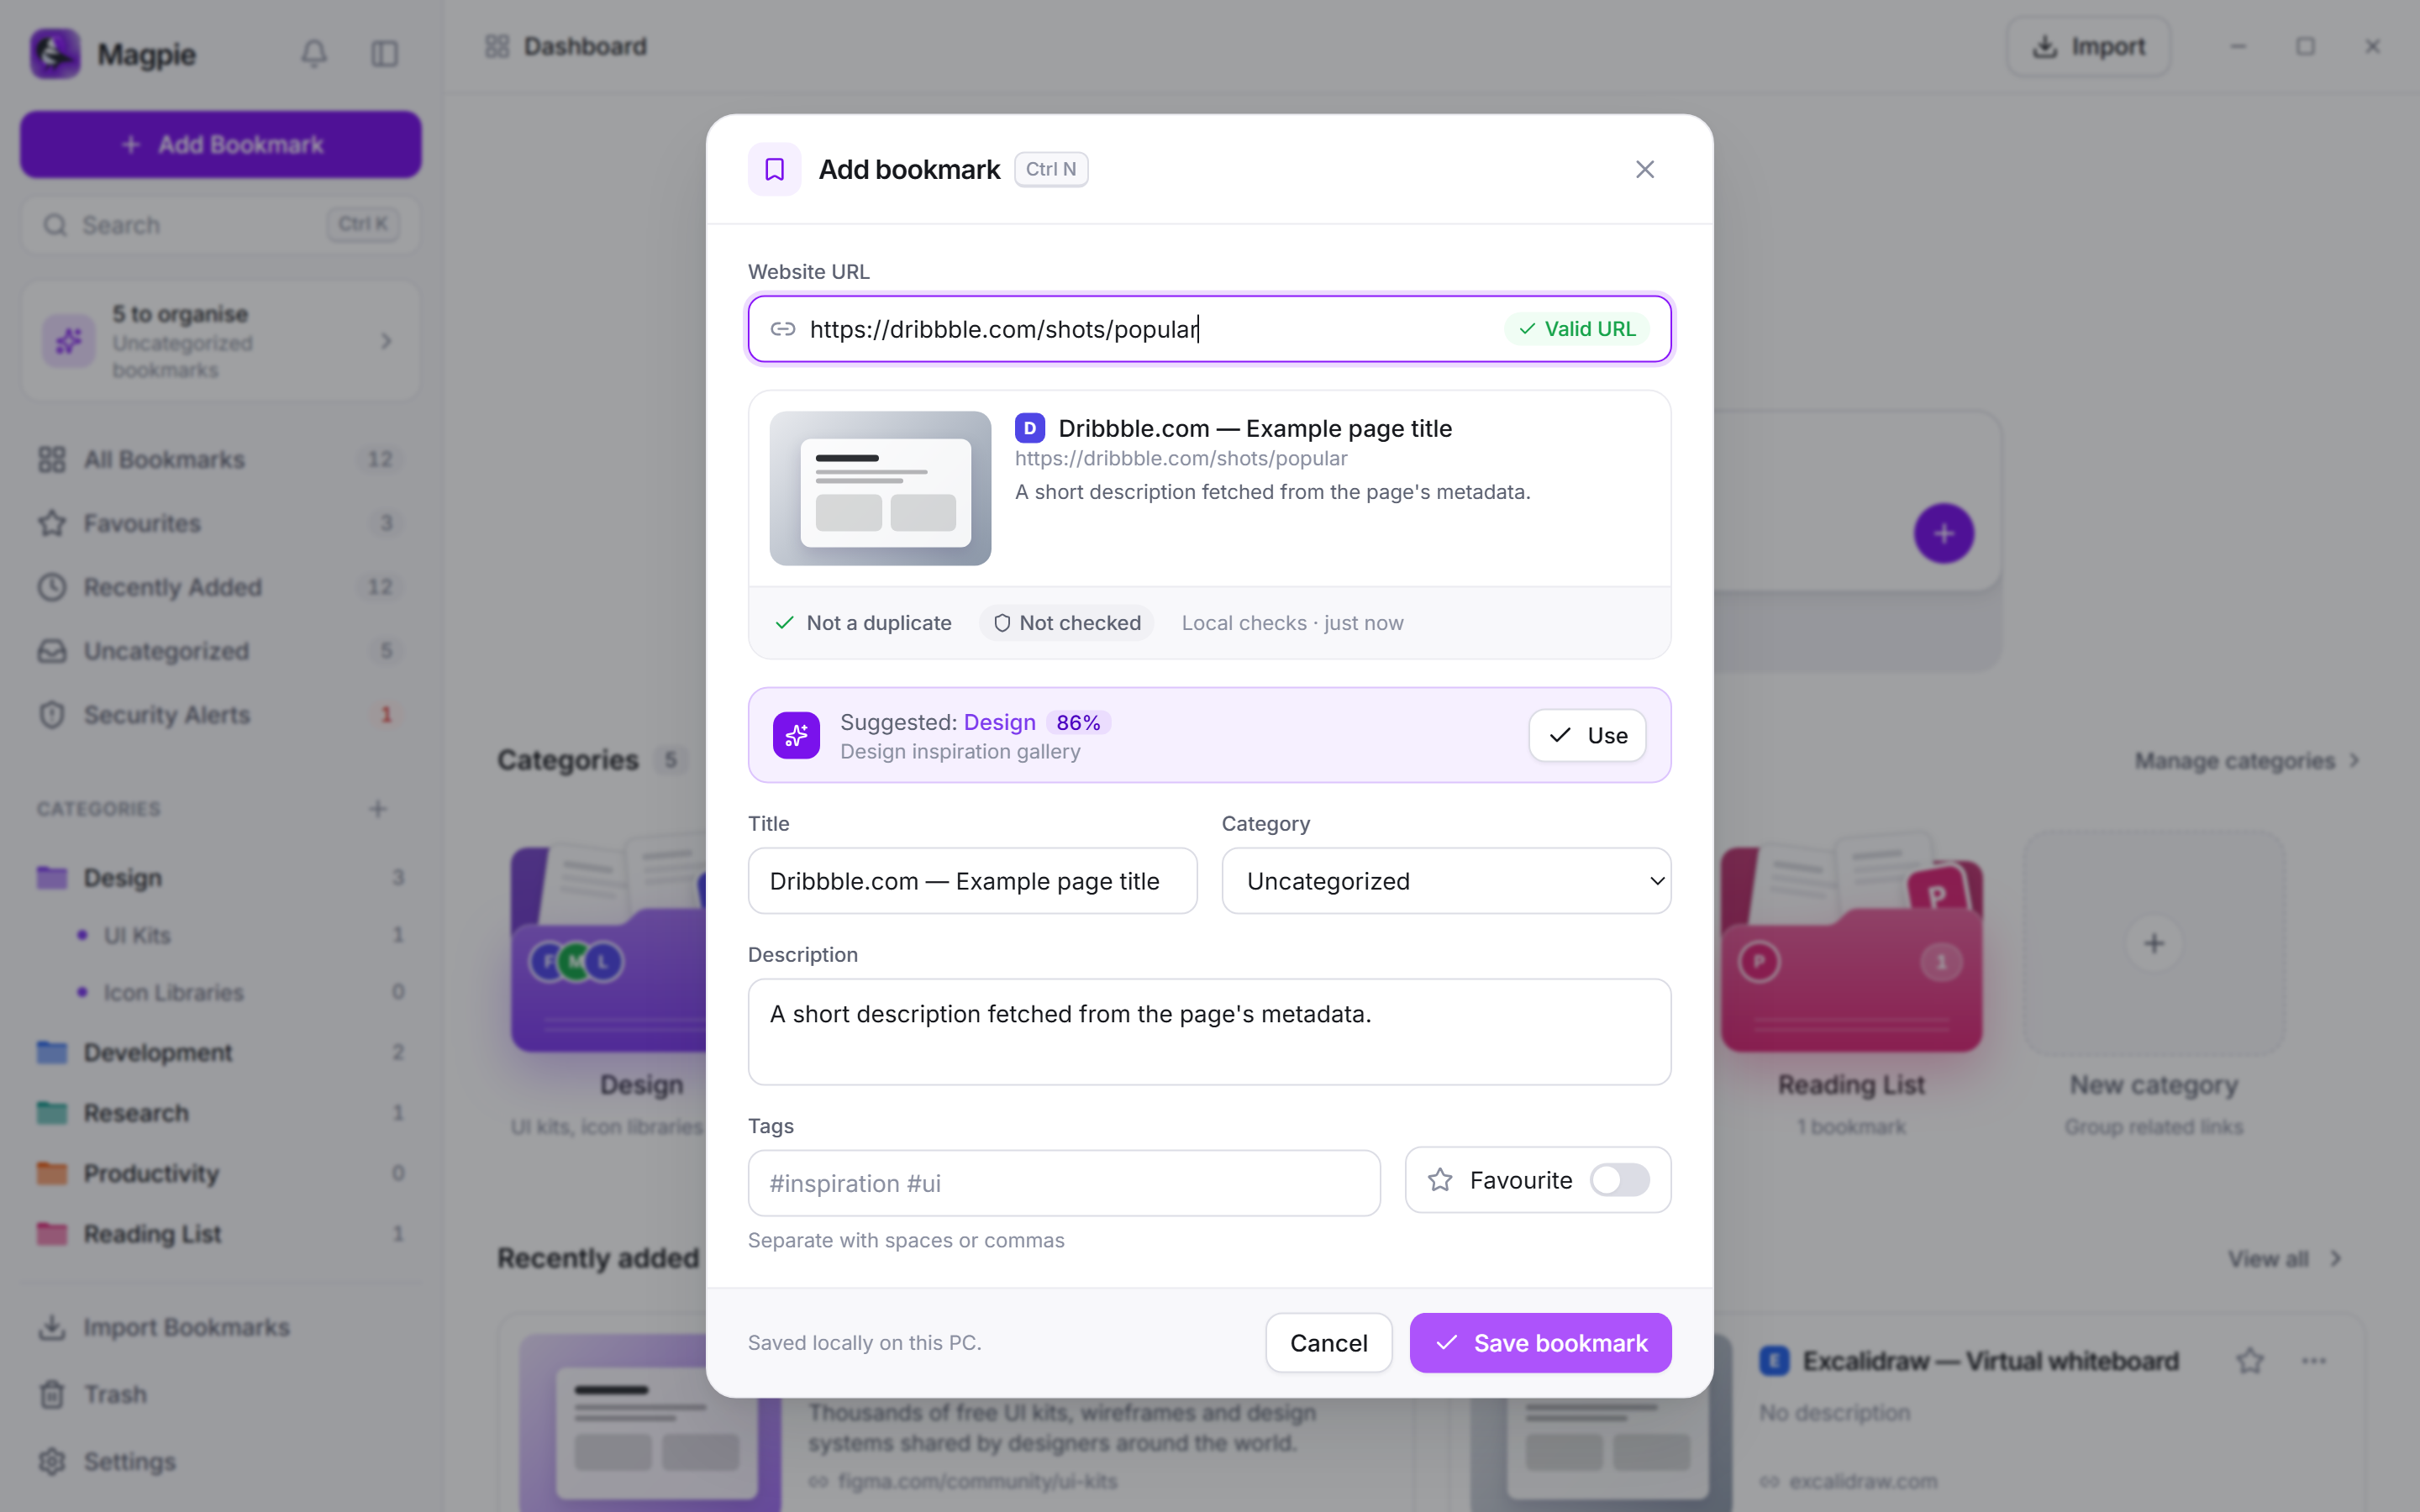 Magpie
Dashboard
Import
Add Bookmark
Search
Ctrl K
5 to organise
Uncategorized
bookmarks
All Bookmarks 12
Favourites 3
Recently Added 12
Uncategorized 5
Security Alerts 1
CATEGORIES
Design 3
UI Kits 1
Icon Libraries 0
Development 2
Research 1
Productivity 0
Reading List 1
Import Bookmarks
Trash
Settings
Add bookmark
Ctrl N
Website URL
https://dribbble.com/shots/popular
Valid URL
D Dribbble.com — Example page title
https://dribbble.com/shots/popular
A short description fetched from the page's metadata.
Not a duplicate
Not checked
Local checks · just now
Suggested: Design 86%
Design inspiration gallery
Use
Title
Dribbble.com — Example page title
Category
Uncategorized
Description
A short description fetched from the page's metadata.
Tags
#inspiration #ui
Favourite
Separate with spaces or commas
Saved locally on this PC.
Cancel
Save bookmark
Categories 5
Manage categories
F M L
Design
UI kits, icon libraries
P
P 1
Reading List
1 bookmark
New category
Group related links
Recently added
View all
Thousands of free UI kits, wireframes and design
systems shared by designers around the world.
figma.com/community/ui-kits
E Excalidraw — Virtual whiteboard
No description
excalidraw.com